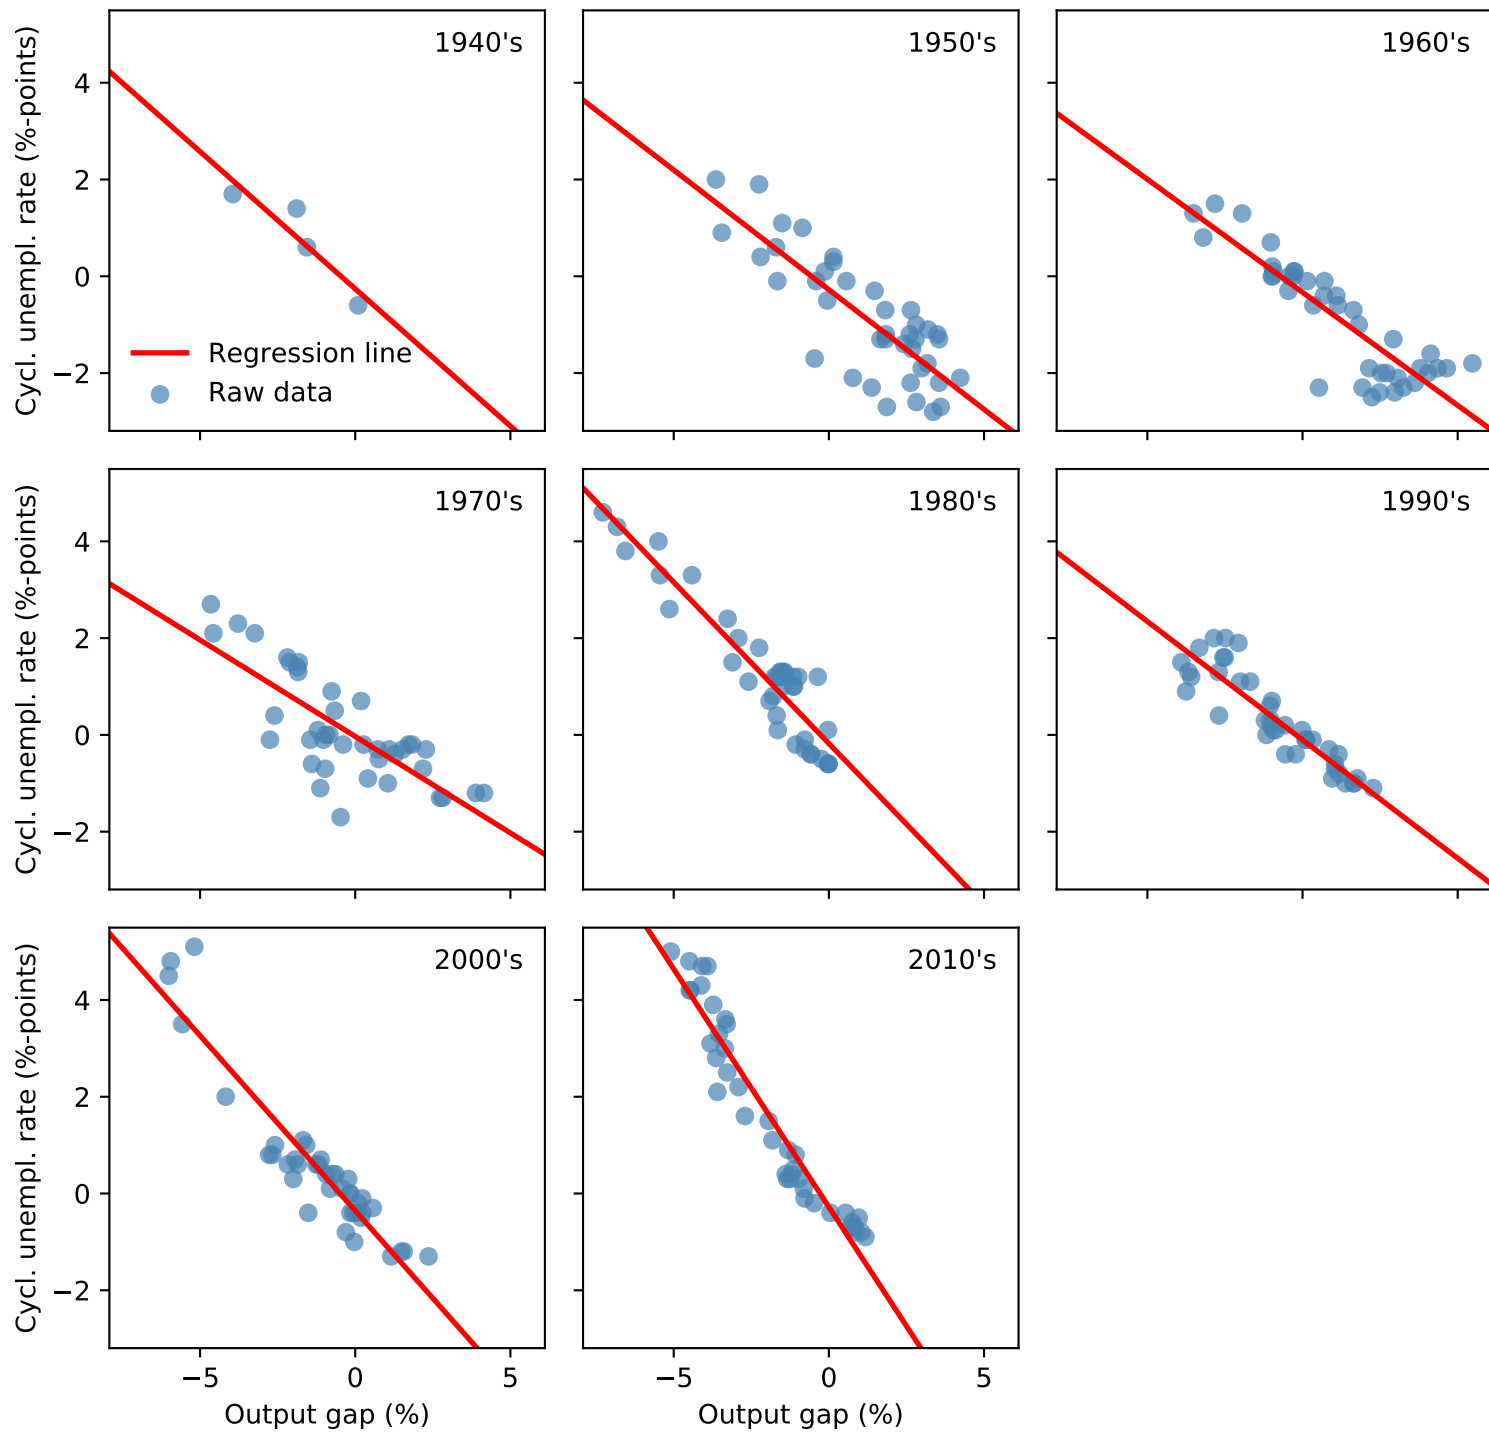 1940's
1950's
1960's
4
2
0
−2
Cycl. unempl. rate (%-points)
Regression line
Raw data
1970's
1980's
1990's
4
2
0
−2
Cycl. unempl. rate (%-points)
2000's
2010's
4
2
0
−2
Cycl. unempl. rate (%-points)
−5 0 5
−5 0 5
Output gap (%)
Output gap (%)